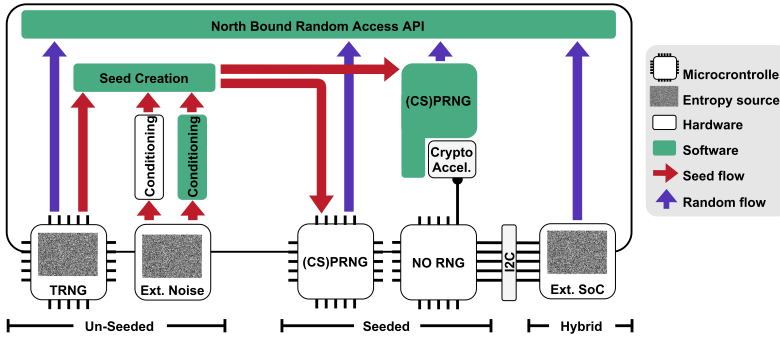 North Bound Random Access API
Seed Creation
(CS)PRNG
Conditioning
Conditioning
Crypto
Accel.
TRNG
Ext. Noise
(CS)PRNG
NO RNG
I2C
Ext. SoC
Un-Seeded
Seeded
Hybrid
Microcrontrolle
Entropy source
Hardware
Software
Seed flow
Random flow